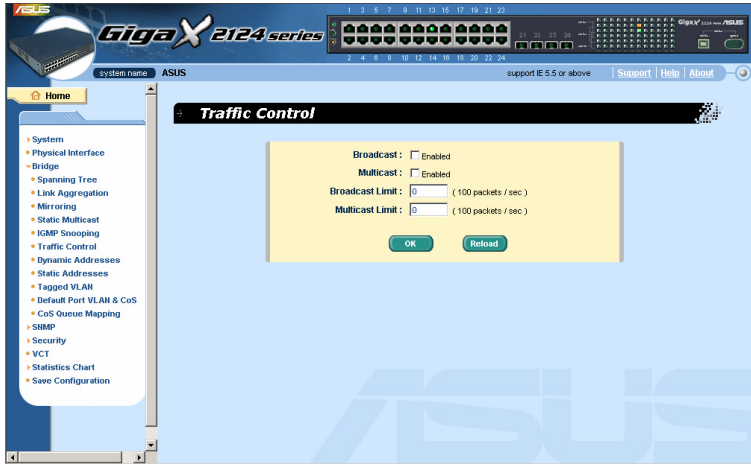 ASUS
GigaX 2124 series
1 3 5 7 9 11 13 15 17 19 21 23
2 4 6 8 10 12 14 16 18 20 22 24
21 22 23 24
GigaX 2124 series ASUS
system name ASUS
support IE 5.5 or above
Support | Help | About
Home
System
Physical Interface
Bridge
Spanning Tree
Link Aggregation
Mirroring
Static Multicast
IGMP Snooping
Traffic Control
Dynamic Addresses
Static Addresses
Tagged VLAN
Default Port VLAN & CoS
CoS Queue Mapping
SNMP
Security
VCT
Statistics Chart
Save Configuration
Traffic Control
Broadcast : Enabled
Multicast : Enabled
Broadcast Limit : 0 ( 100 packets / sec )
Multicast Limit : 0 ( 100 packets / sec )
OK Reload
ASUS